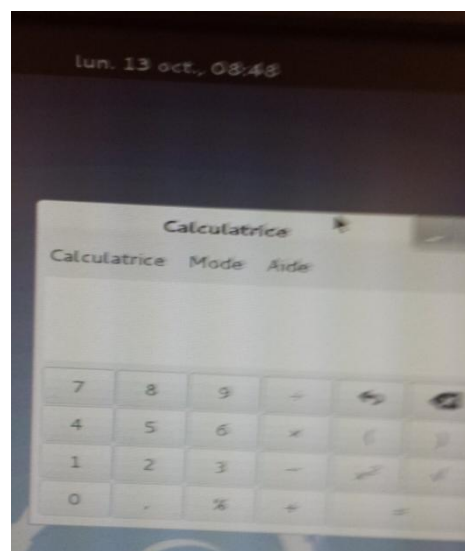 lun. 13 oct., 08:48
Calculatrice
Calculatrice Mode Aide
7 8 9 ÷
4 5 6 × ( )
1 2 3 −
0 . % + =